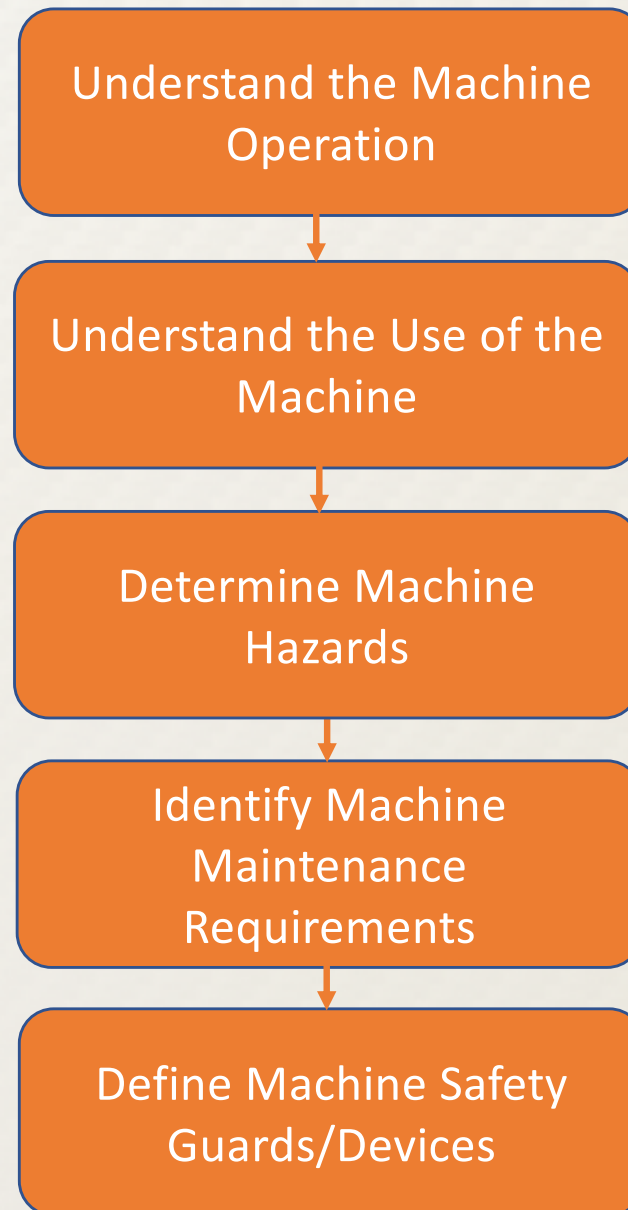 Understand the Machine
Operation
Understand the Use of the
Machine
Determine Machine
Hazards
Identify Machine
Maintenance
Requirements
Define Machine Safety
Guards/Devices